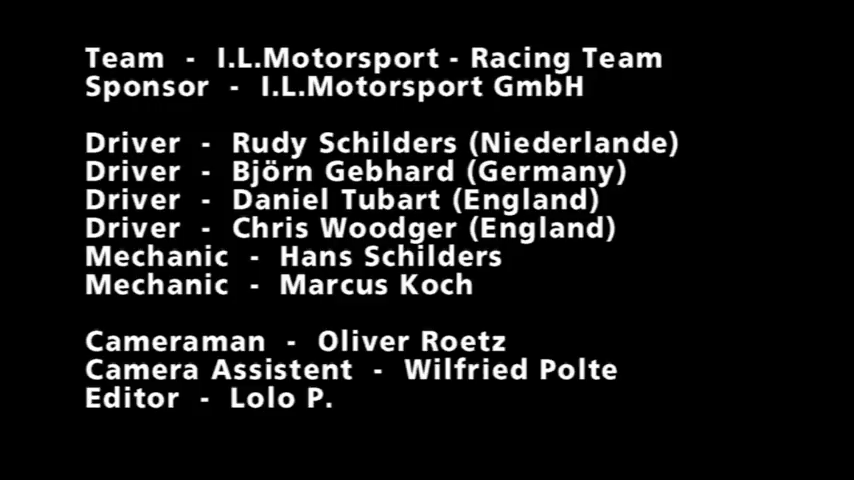 Team - I.L.Motorsport - Racing Team
Sponsor - I.L.Motorsport GmbH
Driver - Rudy Schilders (Niederlande)
Driver - Björn Gebhard (Germany)
Driver - Daniel Tubart (England)
Driver - Chris Woodger (England)
Mechanic - Hans Schilders
Mechanic - Marcus Koch
Cameraman - Oliver Roetz
Camera Assistent - Wilfried Polte
Editor - Lolo P.